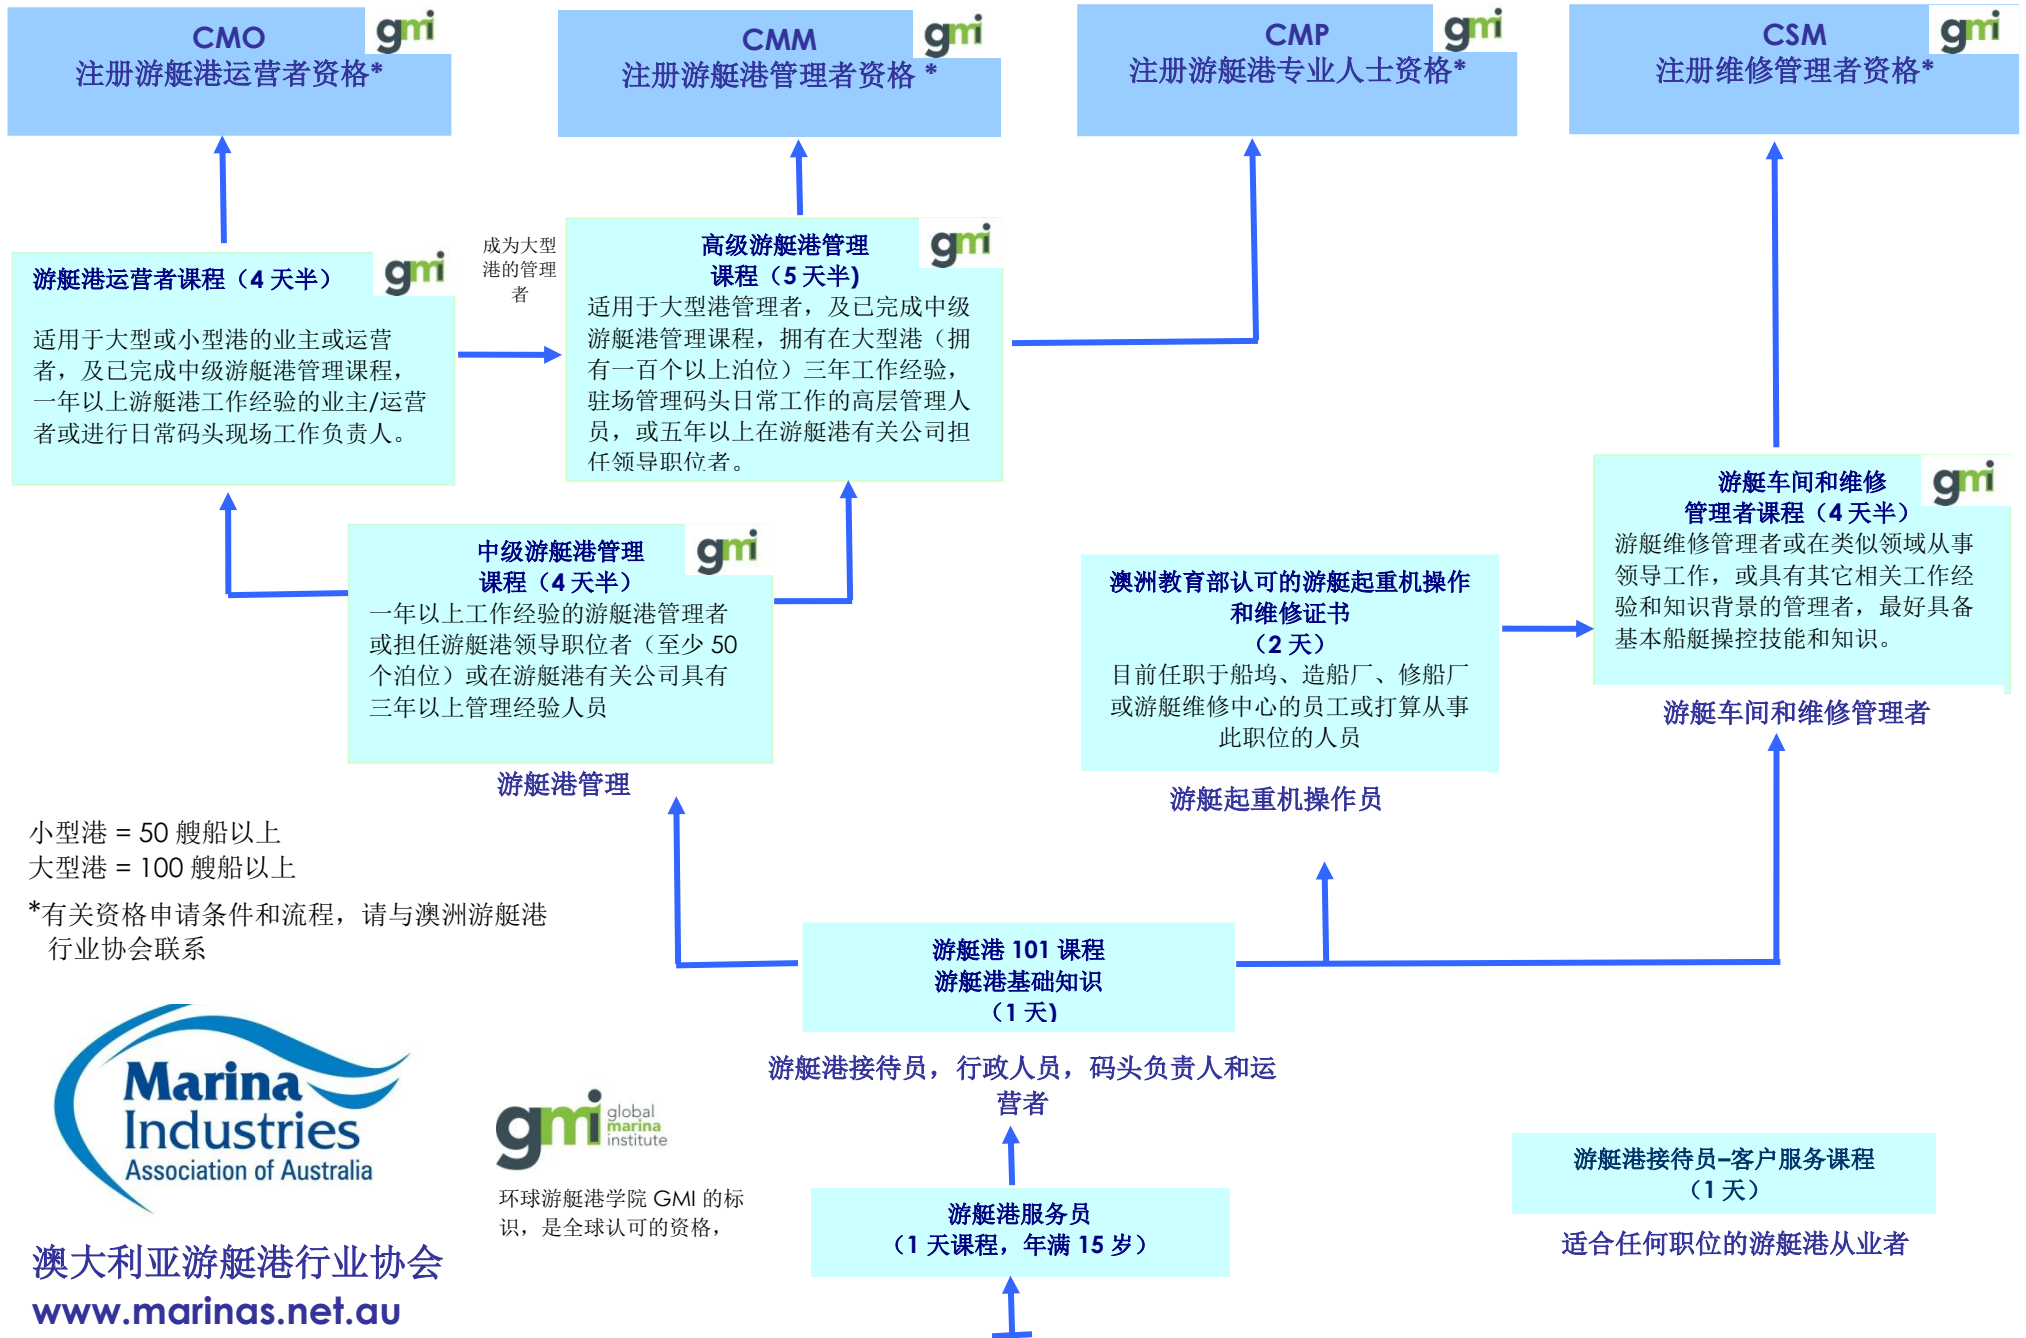 CMO
注册游艇港运营者资格*
gmi
CMM
注册游艇港管理者资格 *
gmi
CMP
注册游艇港专业人士资格*
gmi
CSM
注册维修管理者资格*
gmi
游艇港运营者课程（4 天半）
gmi
适用于大型或小型港的业主或运营
者，及已完成中级游艇港管理课程，
一年以上游艇港工作经验的业主/运营
者或进行日常码头现场工作负责人。
成为大型
港的管理
者
高级游艇港管理
课程（5 天半)
gmi
适用于大型港管理者，及已完成中级
游艇港管理课程，拥有在大型港（拥
有一百个以上泊位）三年工作经验，
驻场管理码头日常工作的高层管理人
员，或五年以上在游艇港有关公司担
任领导职位者。
中级游艇港管理
课程（4 天半）
gmi
一年以上工作经验的游艇港管理者
或担任游艇港领导职位者（至少 50
个泊位）或在游艇港有关公司具有
三年以上管理经验人员
游艇港管理
澳洲教育部认可的游艇起重机操作
和维修证书
（2 天）
目前任职于船坞、造船厂、修船厂
或游艇维修中心的员工或打算从事
此职位的人员
游艇起重机操作员
游艇车间和维修
管理者课程（4 天半）
gmi
游艇维修管理者或在类似领域从事
领导工作，或具有其它相关工作经
验和知识背景的管理者，最好具备
基本船艇操控技能和知识。
游艇车间和维修管理者
小型港 = 50 艘船以上
大型港 = 100 艘船以上
*有关资格申请条件和流程，请与澳洲游艇港
行业协会联系
游艇港 101 课程
游艇港基础知识
（1 天)
游艇港接待员，行政人员，码头负责人和运
营者
Marina
Industries
Association of Australia
gmi global
marina
institute
环球游艇港学院 GMI 的标
识，是全球认可的资格，
游艇港服务员
（1 天课程，年满 15 岁）
游艇港接待员–客户服务课程
（1 天）
适合任何职位的游艇港从业者
澳大利亚游艇港行业协会
www.marinas.net.au